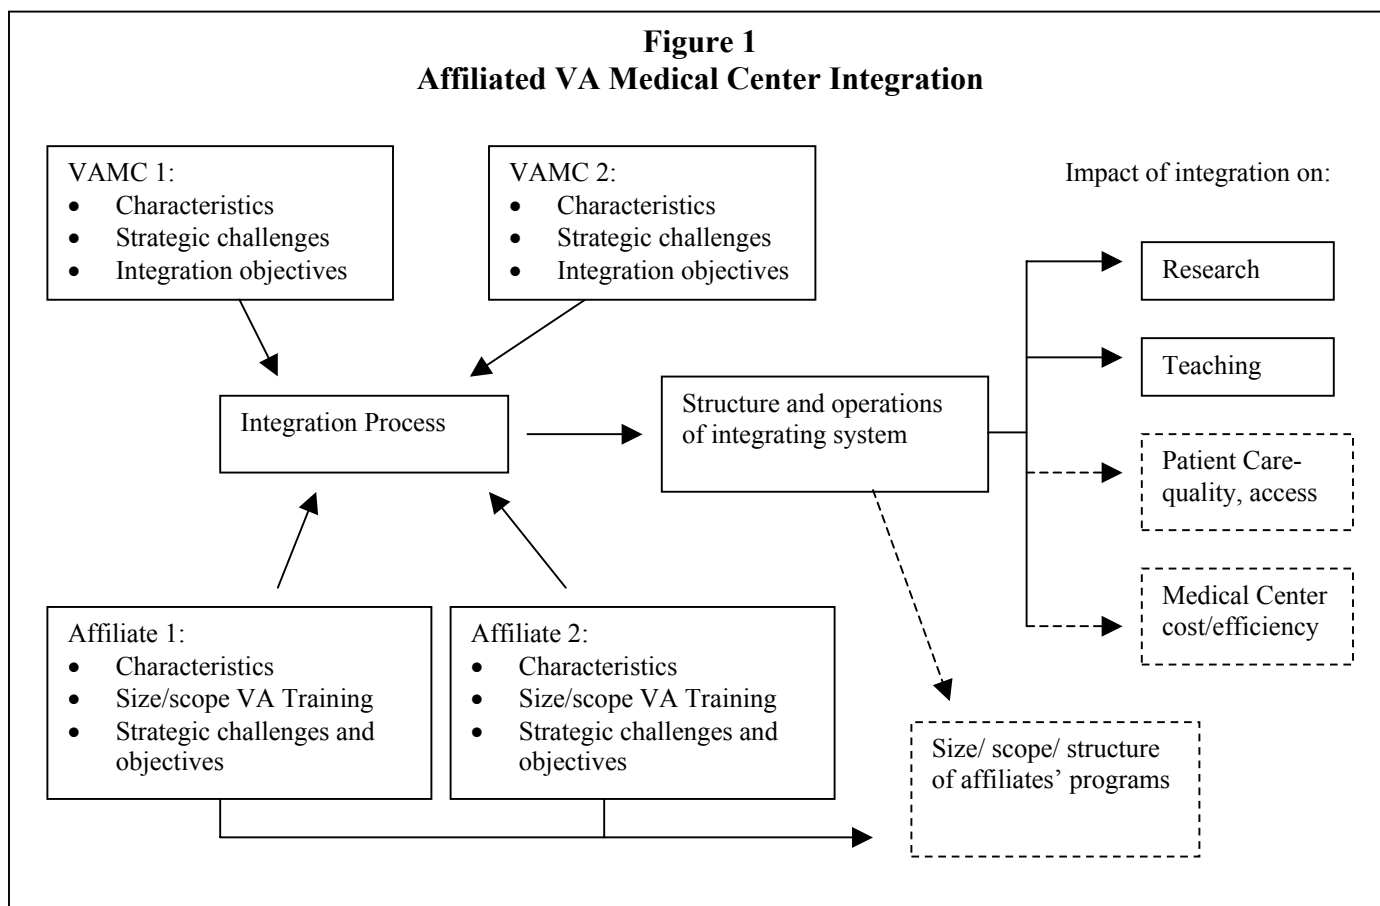 Figure 1
Affiliated VA Medical Center Integration
VAMC 1:
• Characteristics
• Strategic challenges
• Integration objectives
VAMC 2:
• Characteristics
• Strategic challenges
• Integration objectives
Impact of integration on:
Research
Teaching
Patient Care-
quality, access
Medical Center
cost/efficiency
Integration Process
Structure and operations
of integrating system
Affiliate 1:
• Characteristics
• Size/scope VA Training
• Strategic challenges and
objectives
Affiliate 2:
• Characteristics
• Size/scope VA Training
• Strategic challenges and
objectives
Size/ scope/ structure
of affiliates’ programs